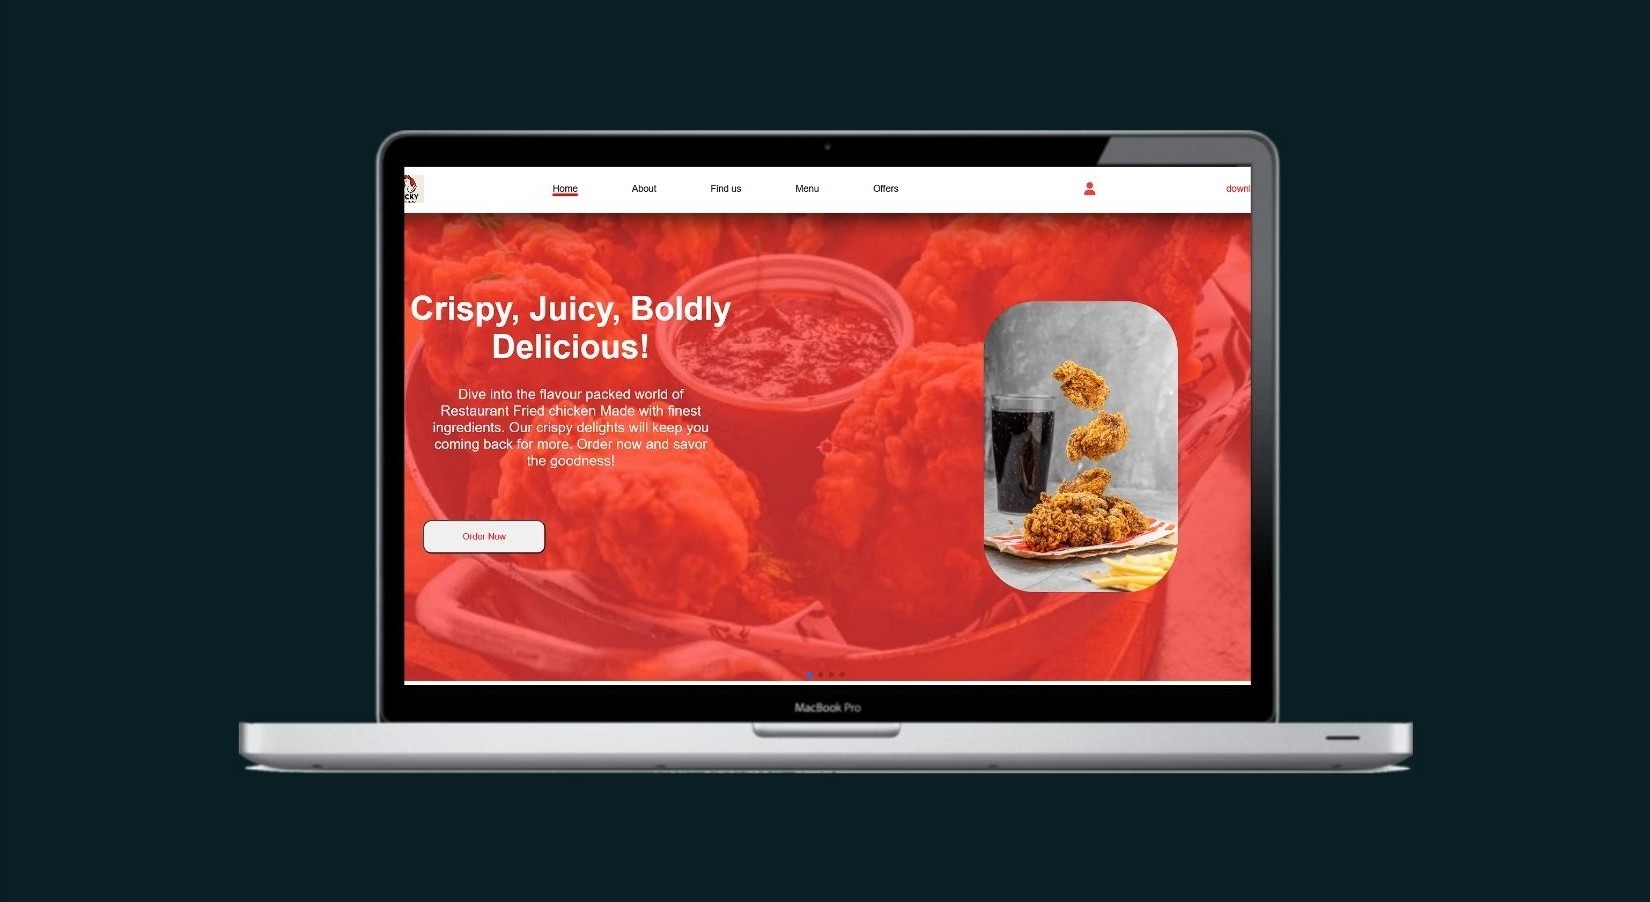 CKY
Home
About
Find us
Menu
Offers
downl
Crispy, Juicy, Boldly
Delicious!
Dive into the flavour packed world of
Restaurant Fried chicken Made with finest
ingredients. Our crispy delights will keep you
coming back for more. Order now and savor
the goodness!
Order Now
MacBook Pro